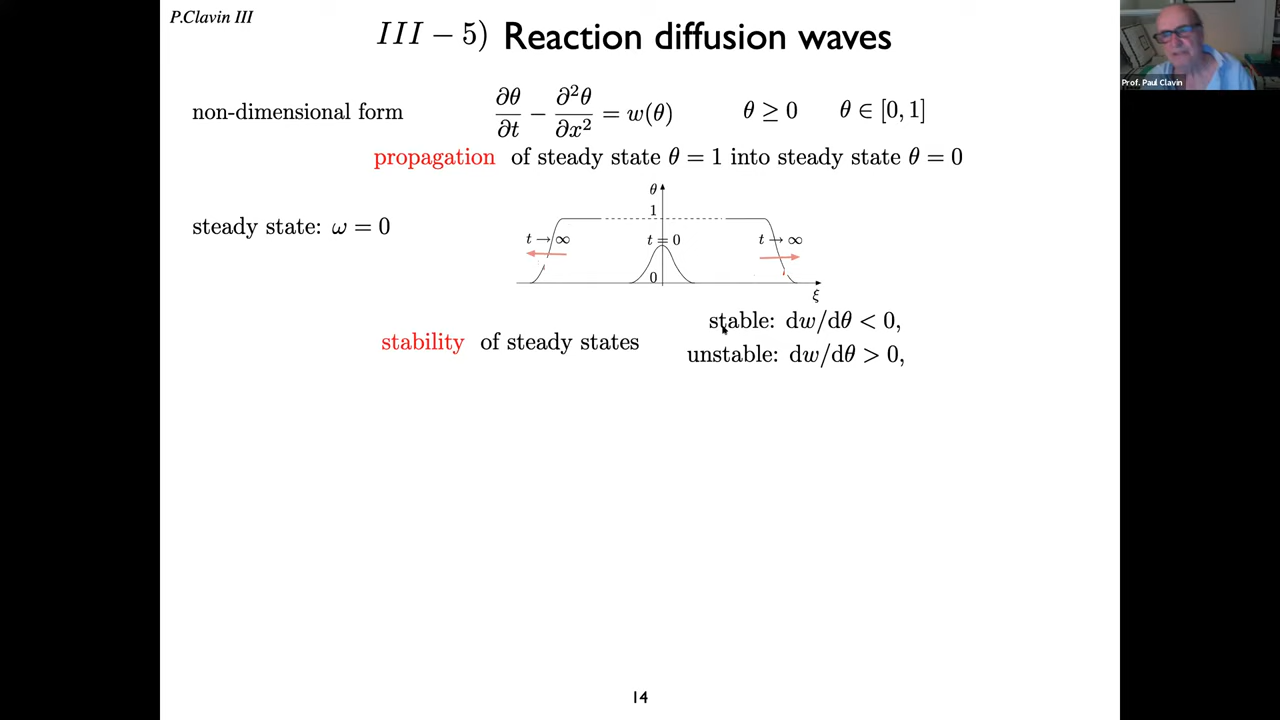 P.Clavin III
III − 5) Reaction diffusion waves
Prof. Paul Clavin
non-dimensional form ∂θ/∂t − ∂²θ/∂x² = w(θ) θ ≥ 0 θ ∈ [0, 1]
propagation of steady state θ = 1 into steady state θ = 0
steady state: ω = 0
θ
1
t → ∞ t = 0 t → ∞
0
ξ
stability of steady states
stable: dw/dθ < 0,
unstable: dw/dθ > 0,
14